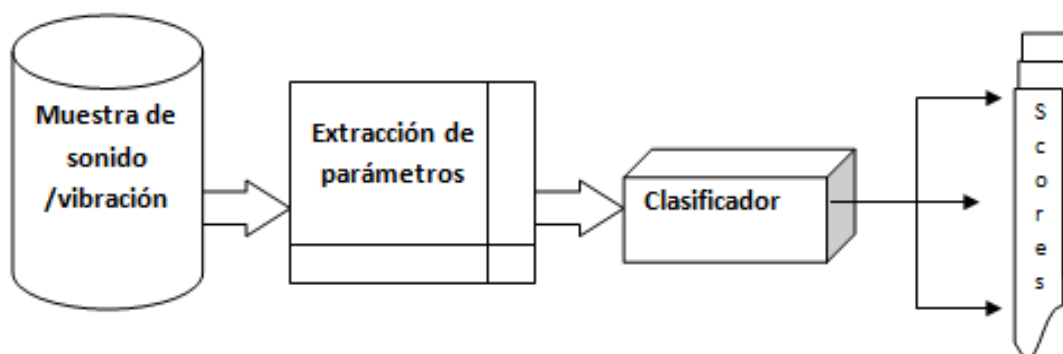 Muestra de
sonido
/vibración
Extracción de
parámetros
Clasificador
S
c
o
r
e
s